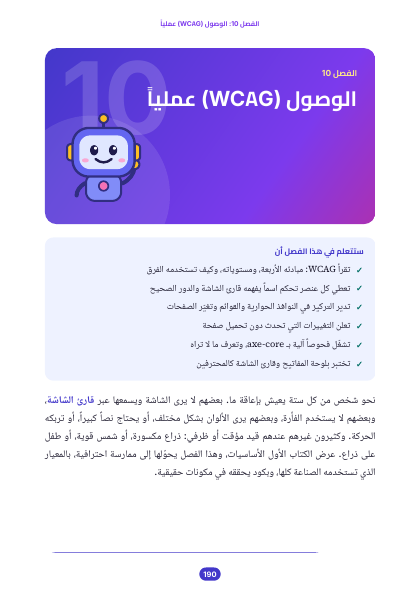 الفصل 10: الوصول (WCAG) عملياً
10
الفصل 10
الوصول (WCAG) عملياً
ستتعلم في هذا الفصل أن
✓ تقرأ WCAG: مبادئه الأربعة، ومستوياته، وكيف تستخدمه الفرق
✓ تعطي كل عنصر تحكم اسماً يفهمه قارئ الشاشة والدور الصحيح
✓ تدير التركيز في النوافذ الحوارية والقوائم وتغيّر الصفحات
✓ تعلن التغييرات التي تحدث دون تحميل صفحة
✓ تشغّل فحوصاً آلية بـ axe-core، وتعرف ما لا تراه
✓ تختبر بلوحة المفاتيح وقارئ الشاشة كالمحترفين
نحو شخص من كل ستة يعيش بإعاقة ما. بعضهم لا يرى الشاشة ويسمعها عبر قارئ الشاشة،
وبعضهم لا يستخدم الفأرة، وبعضهم يرى الألوان بشكل مختلف، أو يحتاج نصاً كبيراً، أو تربكه
الحركة. وكثيرون غيرهم عندهم قيد مؤقت أو ظرفي: ذراع مكسورة، أو شمس قوية، أو طفل
على ذراع. عرض الكتاب الأول الأساسيات، وهذا الفصل يحوّلها إلى ممارسة احترافية، بالمعيار
الذي تستخدمه الصناعة كلها، وبكود يحققه في مكونات حقيقية.
190